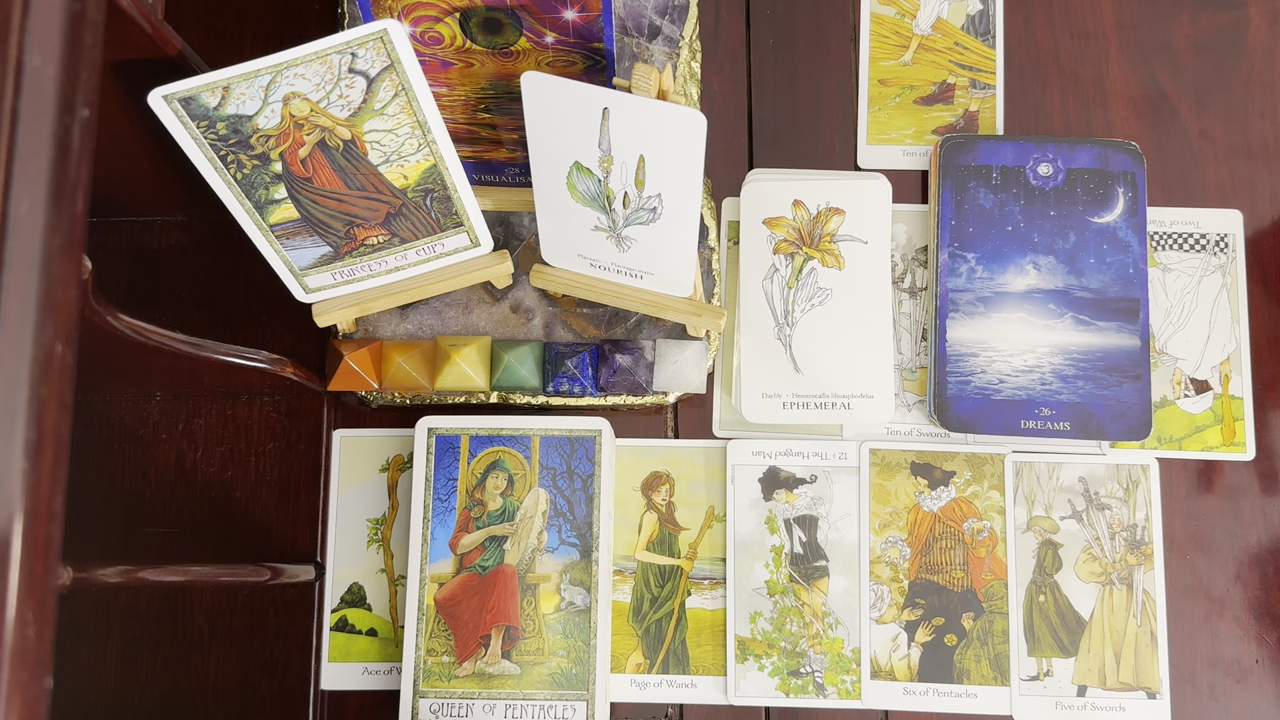 Ten of
·28·
VISUALISA
PRINCESS OF CUPS
Plantain · Plantago major
NOURISH
Two of Wan
Daylily · Hemerocallis lilioasphodelus
EPHEMERAL
Ten of Swords
·26·
DREAMS
Ace of W
QUEEN OF PENTACLES
Page of Wands
12 : The Hanged Man
Six of Pentacles
Five of Swords